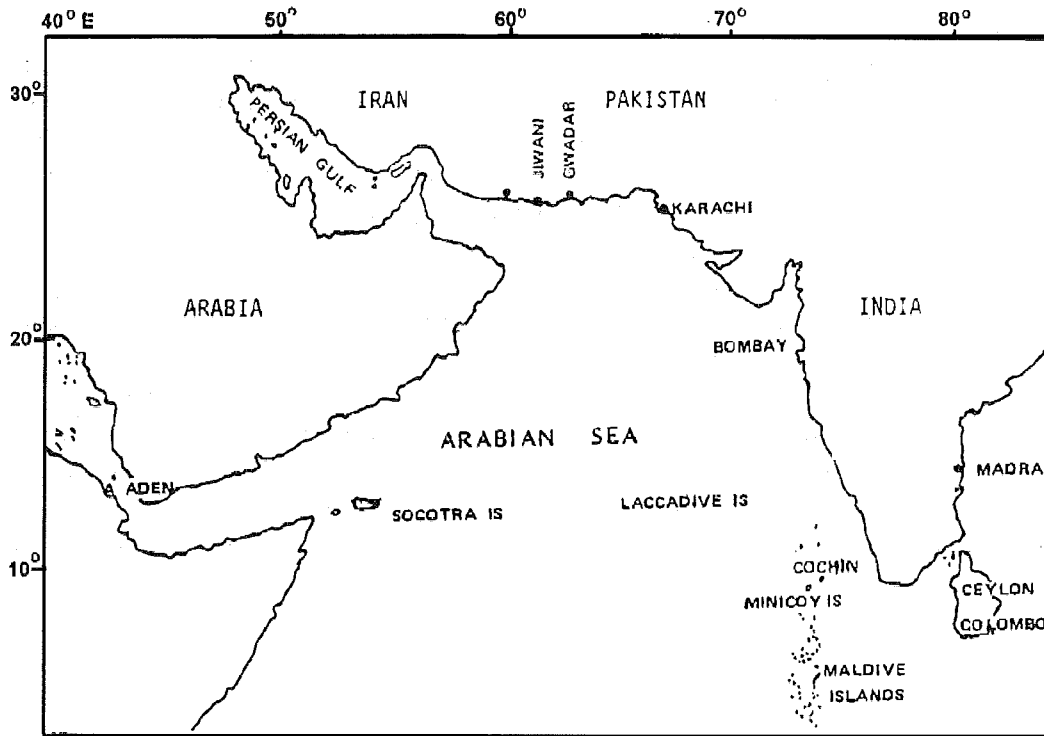 40° E 50° 60° 70° 80°
30°
IRAN
PAKISTAN
PERSIAN GULF
JIWANI
GWADAR
KARACHI
ARABIA
INDIA
20°
BOMBAY
ARABIAN SEA
MADRA
ADEN
SOCOTRA IS
LACCADIVE IS
10°
COCHIN
CEYLON
MINICOY IS
COLOMBO
MALDIVE
ISLANDS